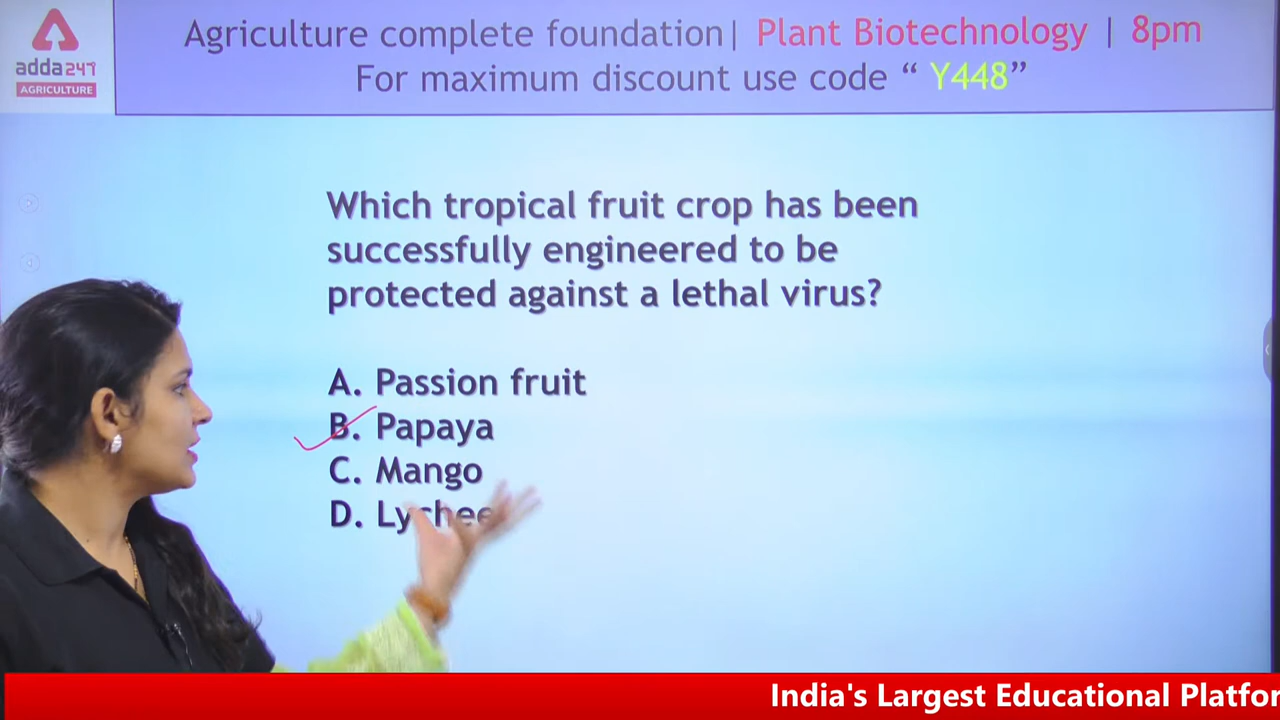 adda247
AGRICULTURE
Agriculture complete foundation| Plant Biotechnology | 8pm
For maximum discount use code “ Y448”
Which tropical fruit crop has been
successfully engineered to be
protected against a lethal virus?
A. Passion fruit
B. Papaya
C. Mango
D. Lychee
India's Largest Educational Platfor